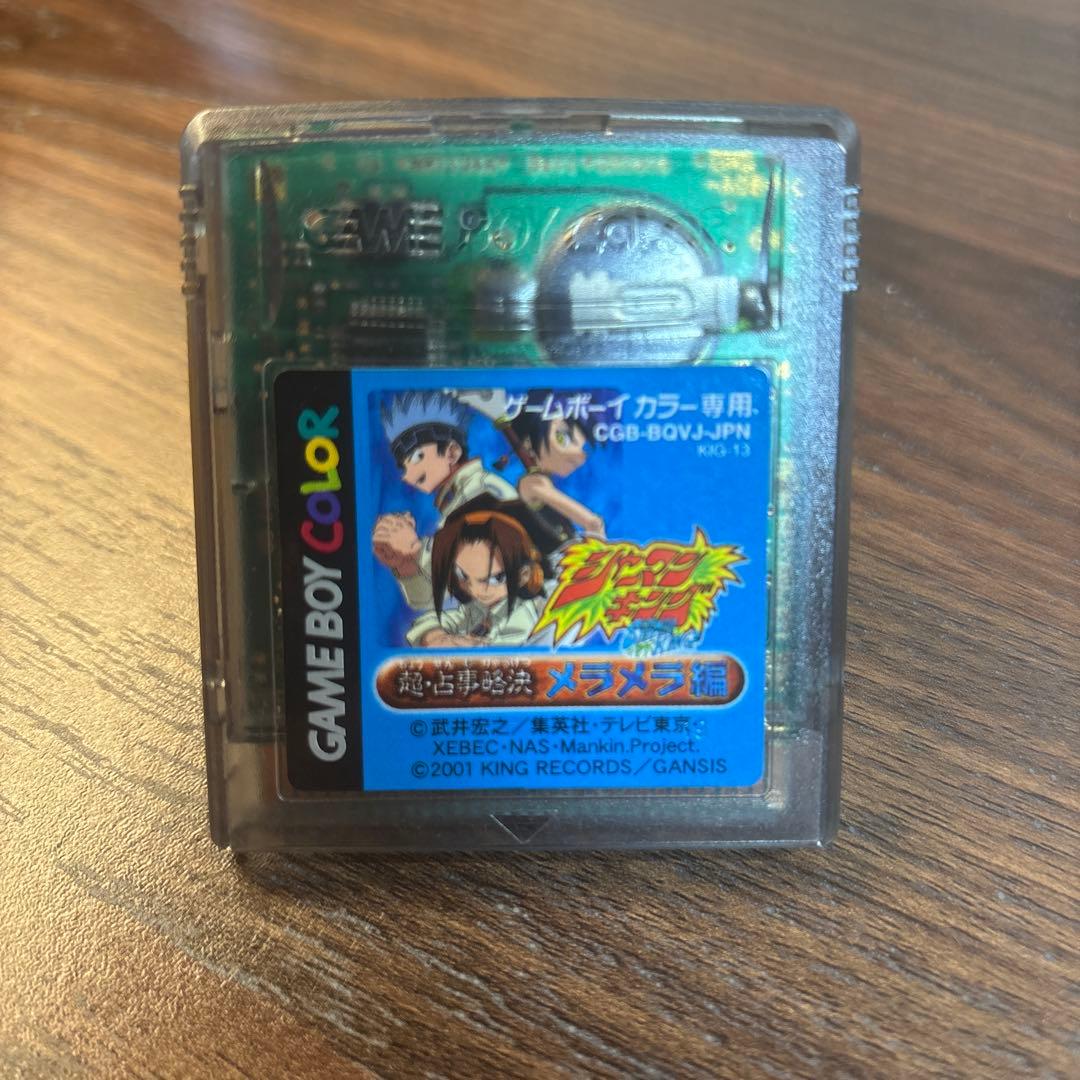 GAME BOY COLOR
GAME BOY COLOR
ゲームボーイ カラー専用
CGB-BQVJ-JPN
KIG-13
シャーマン
キング
超・占事略決 メラメラ編
©武井宏之／集英社・テレビ東京・
XEBEC・NAS・Mankin.Project.
©2001 KING RECORDS／GANSIS